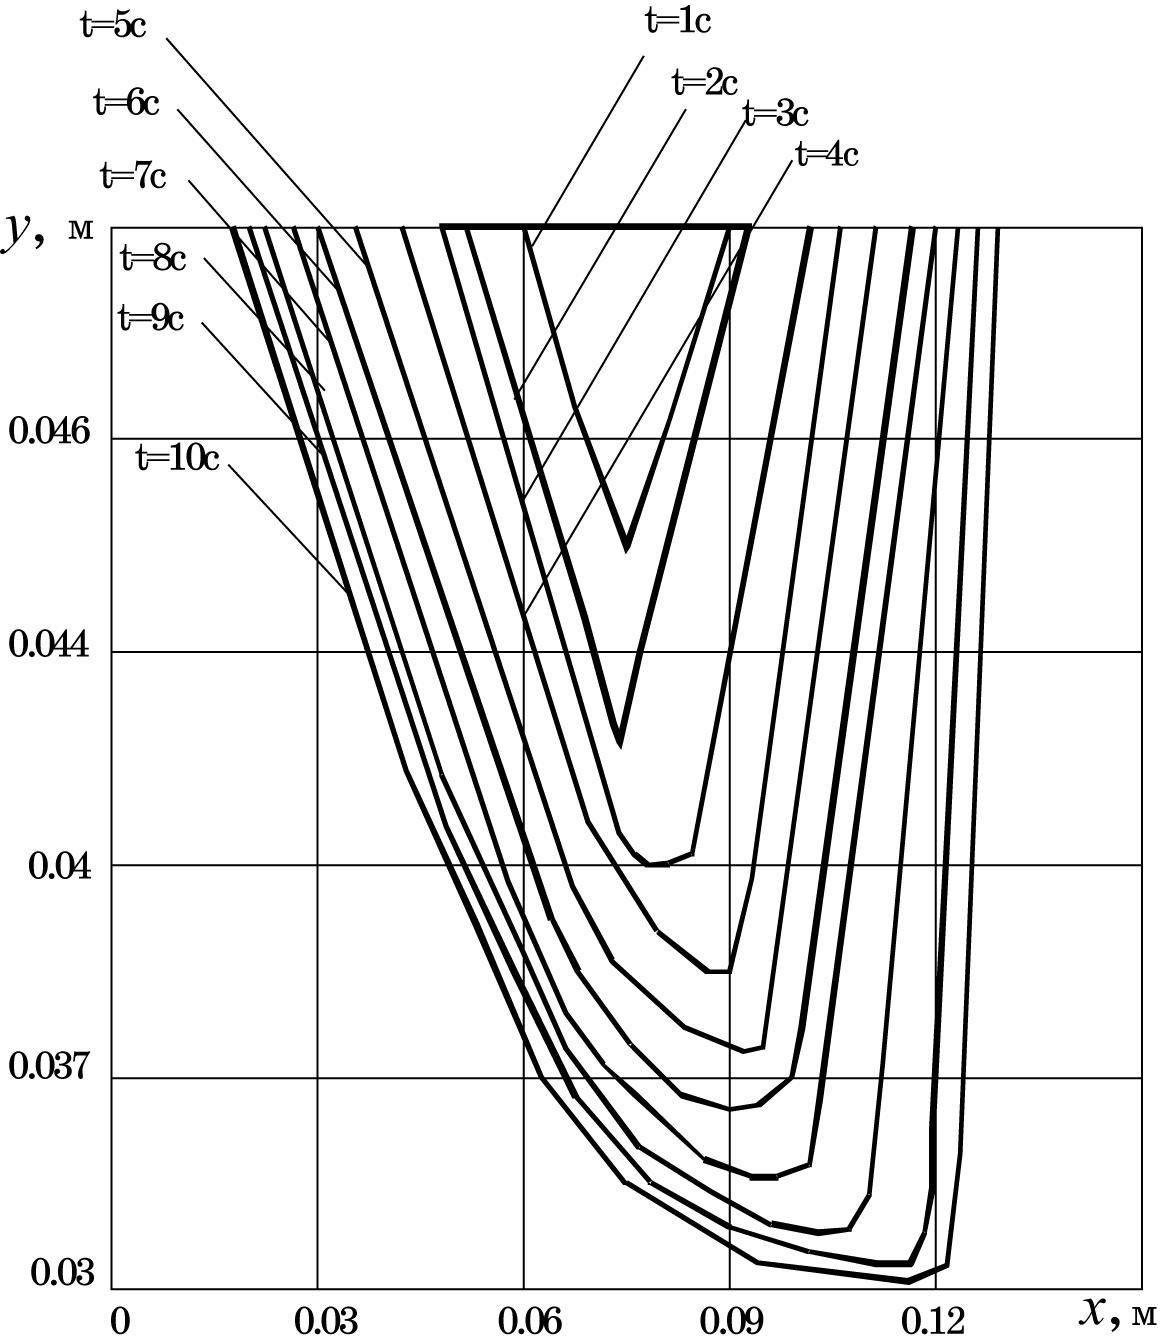 t=5c
t=1c
t=6c
t=2c
t=3c
t=7c
t=4c
y, м
t=8c
t=9c
0.046
t=10c
0.044
0.04
0.037
0.03
0 0.03 0.06 0.09 0.12 x, м